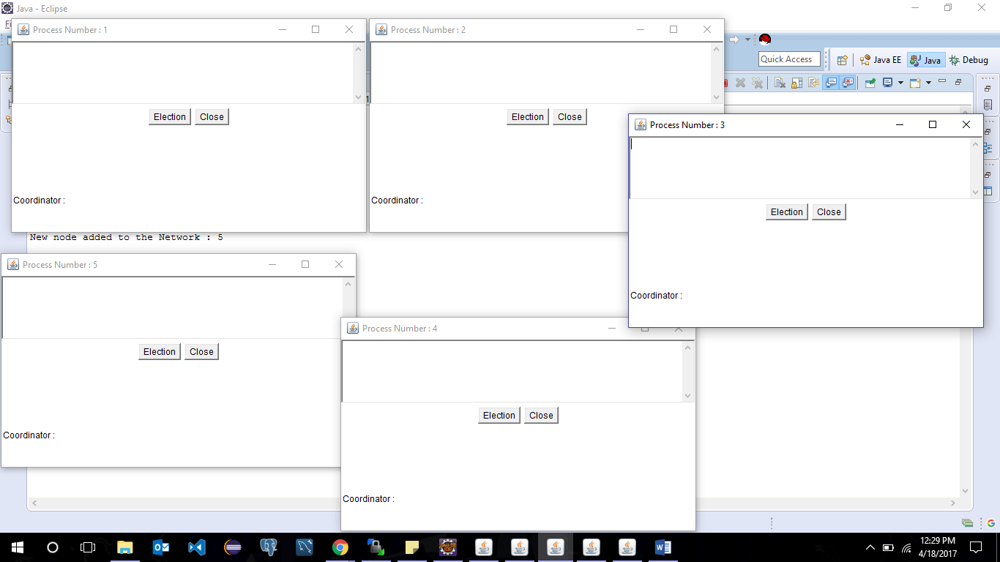 Java - Eclipse
Process Number : 1
Process Number : 2
Quick Access
Java EE
Java
Debug
Election Close
Election Close
Process Number : 3
Coordinator :
Coordinator :
Election Close
New node added to the Network : 5
Coordinator :
Process Number : 5
Election Close
Process Number : 4
Coordinator :
Election Close
Coordinator :
12:29 PM
4/18/2017